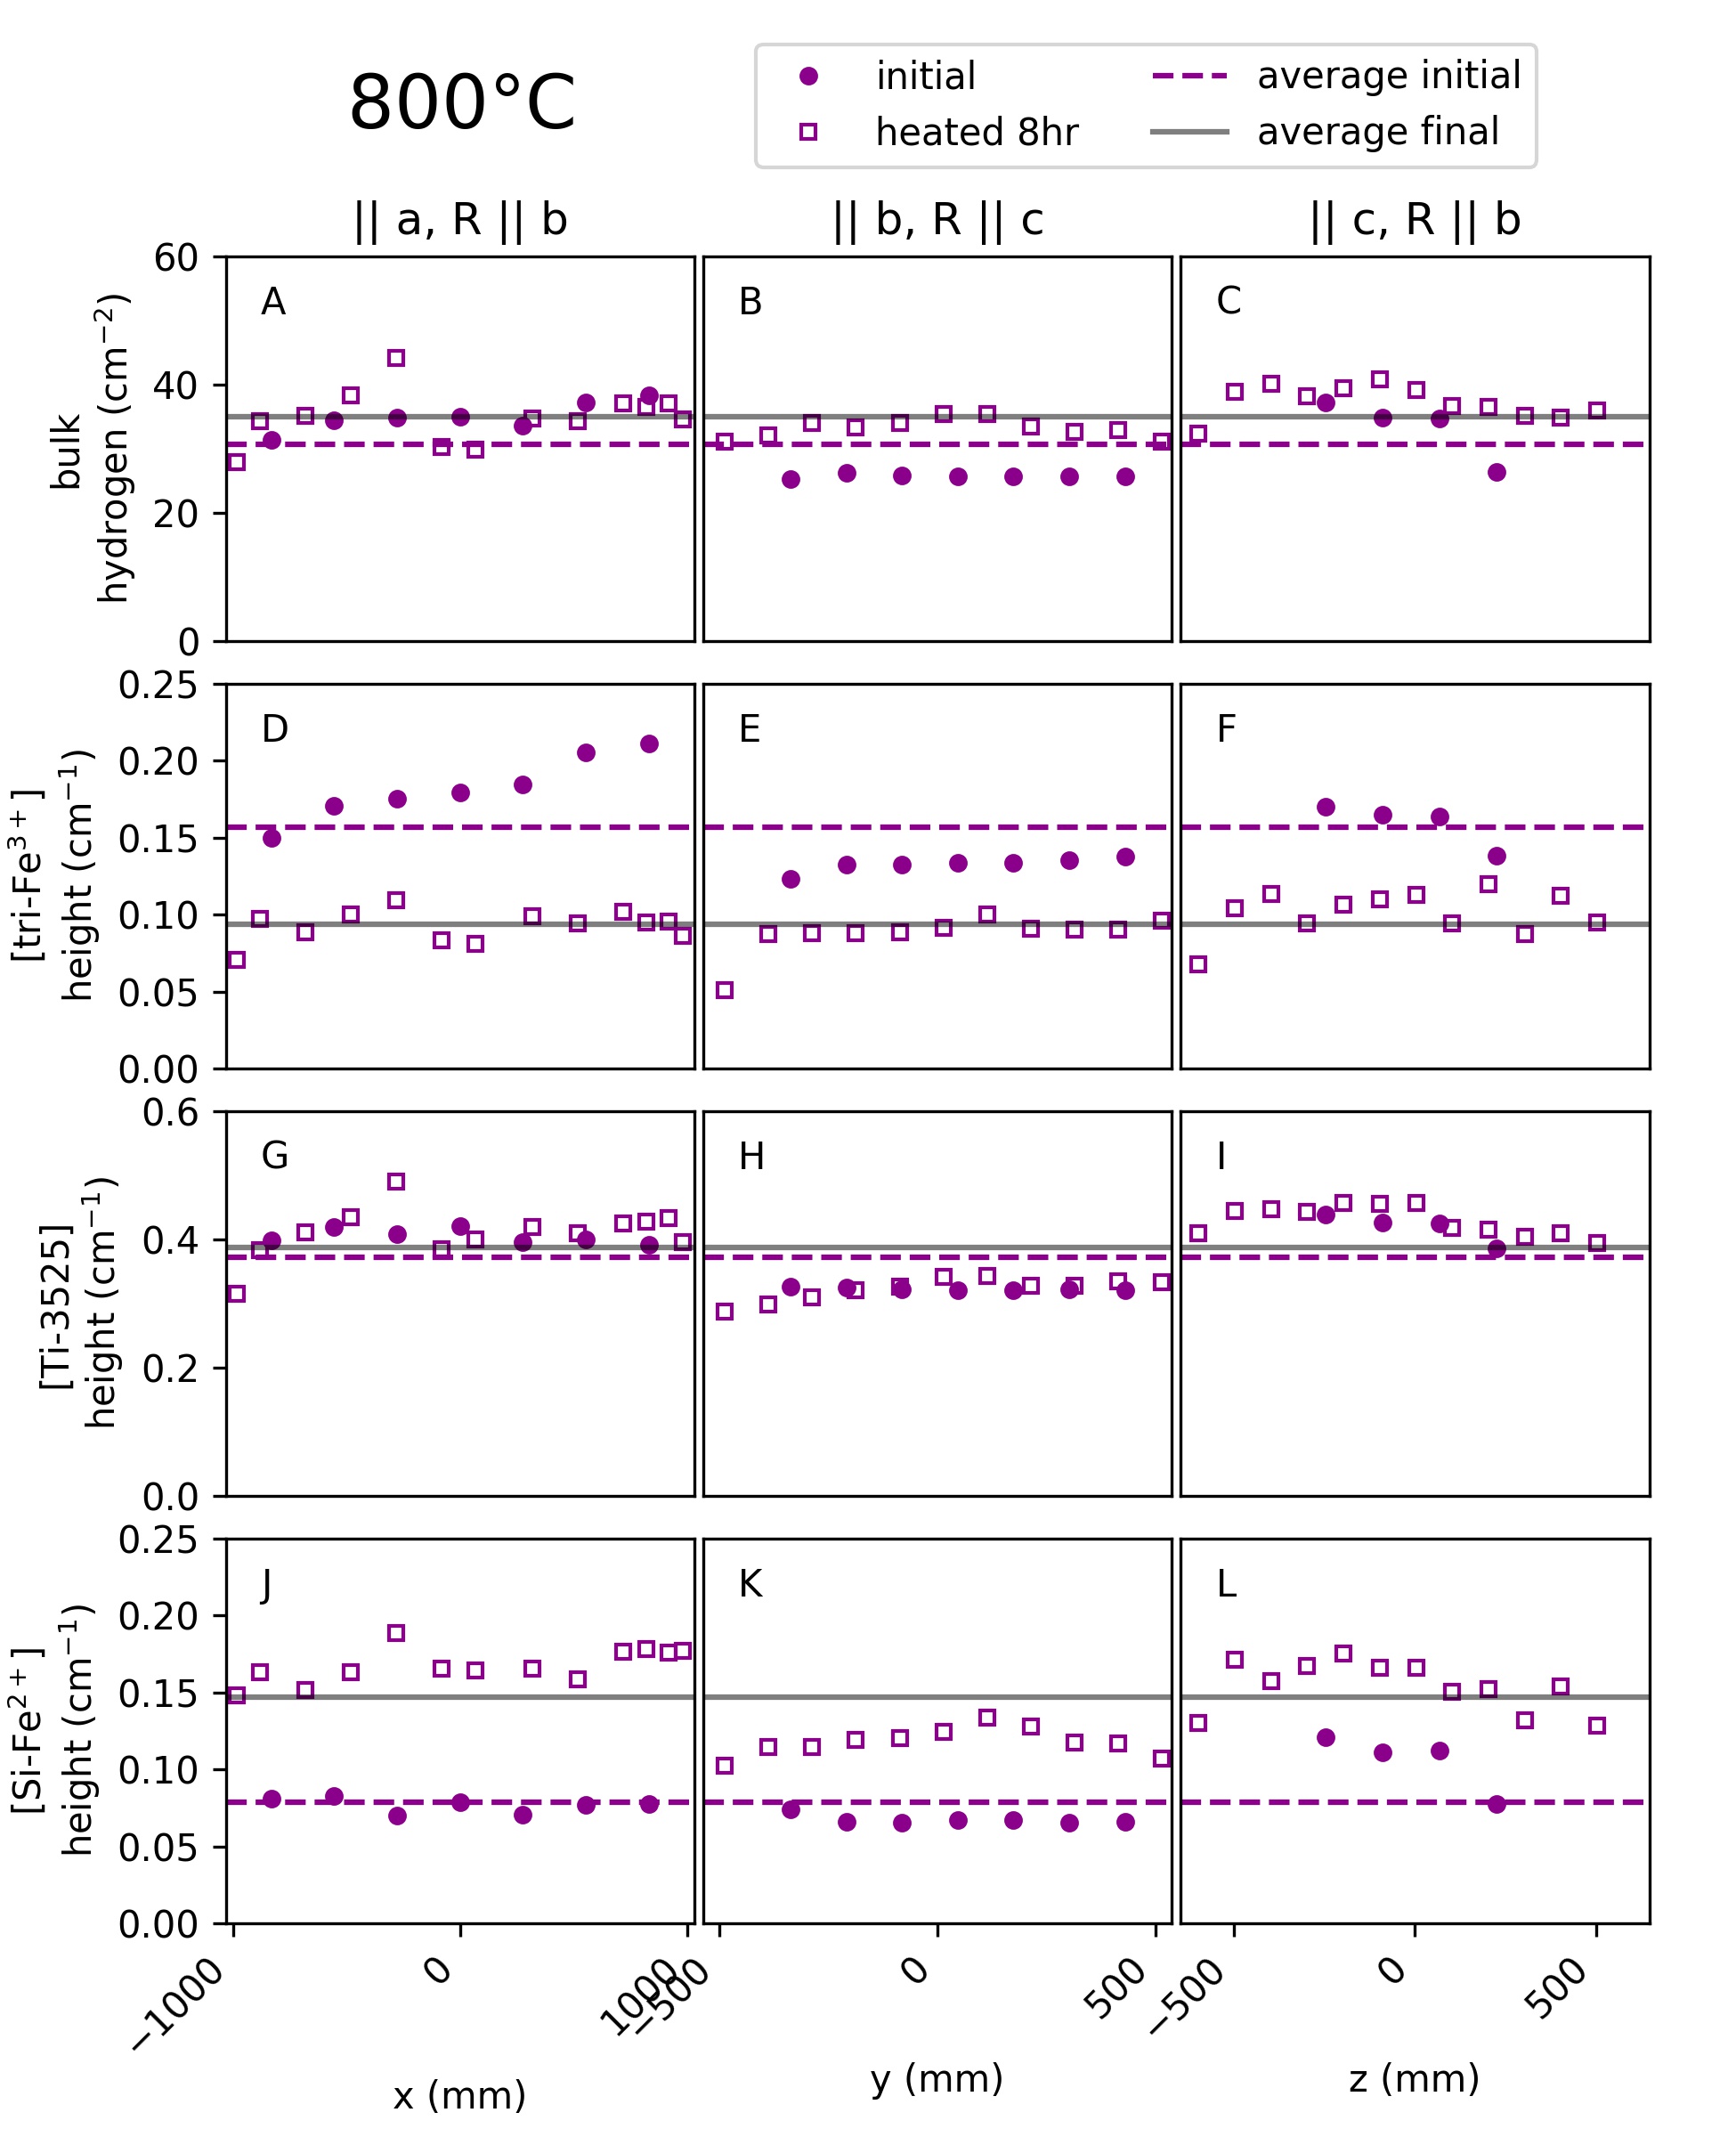 800°C
initial
heated 8hr
average initial
average final
|| a, R || b
|| b, R || c
|| c, R || b
bulk
hydrogen (cm⁻²)
60
40
20
0
A
B
C
[tri-Fe³⁺]
height (cm⁻¹)
0.25
0.20
0.15
0.10
0.05
0.00
D
E
F
[Ti-3525]
height (cm⁻¹)
0.6
0.4
0.2
0.0
G
H
I
[Si-Fe²⁺]
height (cm⁻¹)
0.25
0.20
0.15
0.10
0.05
0.00
J
K
L
−1000
0
1000
−500
0
500
−500
0
500
x (mm)
y (mm)
z (mm)